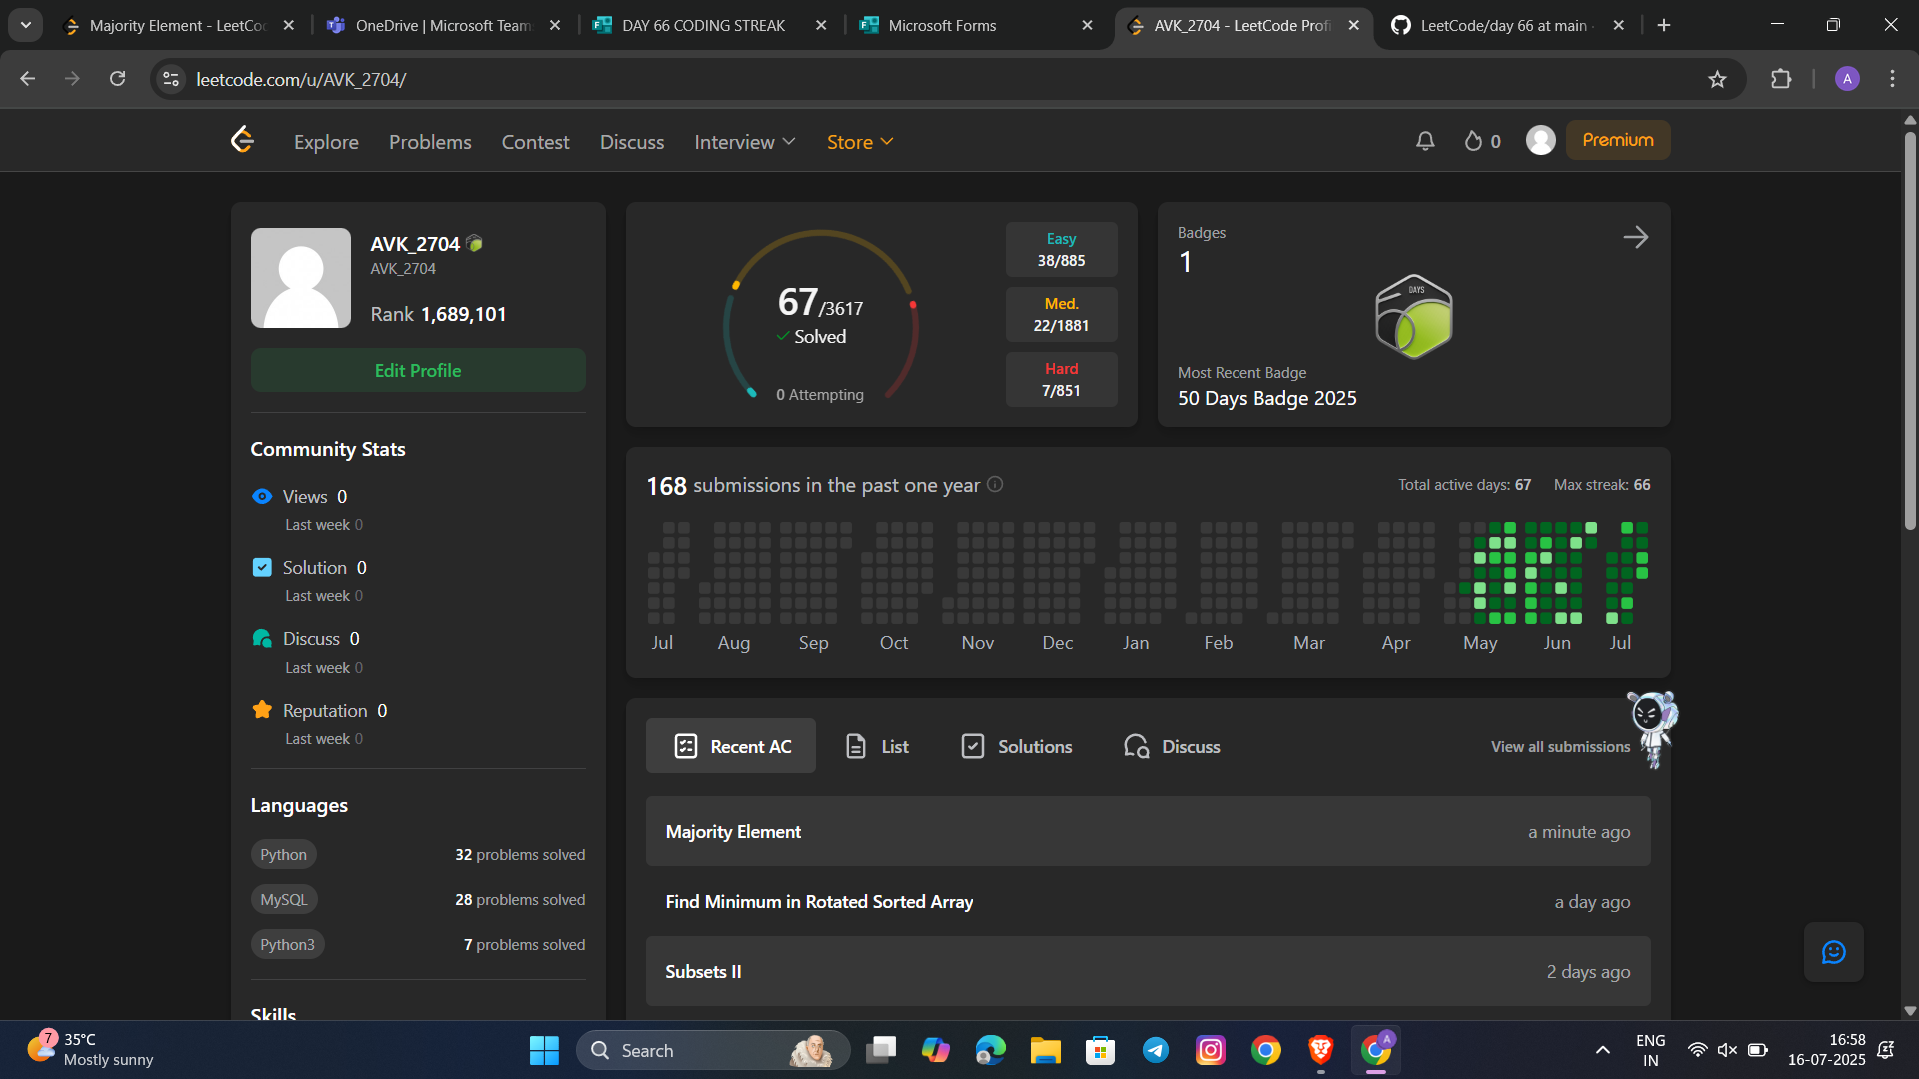 Majority Element - LeetCo
OneDrive | Microsoft Team
DAY 66 CODING STREAK
Microsoft Forms
AVK_2704 - LeetCode Profi
LeetCode/day 66 at main
leetcode.com/u/AVK_2704/
A
Explore
Problems
Contest
Discuss
Interview
Store
0
Premium
AVK_2704
AVK_2704
Rank 1,689,101
Edit Profile
Community Stats
Views 0
Last week 0
Solution 0
Last week 0
Discuss 0
Last week 0
Reputation 0
Last week 0
Languages
Python 32 problems solved
MySQL 28 problems solved
Python3 7 problems solved
Skills
67/3617
Solved
0 Attempting
Easy
38/885
Med.
22/1881
Hard
7/851
Badges
1
DAYS
Most Recent Badge
50 Days Badge 2025
168 submissions in the past one year
Total active days: 67 Max streak: 66
Jul Aug Sep Oct Nov Dec Jan Feb Mar Apr May Jun Jul
Recent AC
List
Solutions
Discuss
View all submissions
Majority Element a minute ago
Find Minimum in Rotated Sorted Array a day ago
Subsets II 2 days ago
7
35°C
Mostly sunny
Search
A
ENG
IN
16:58
16-07-2025